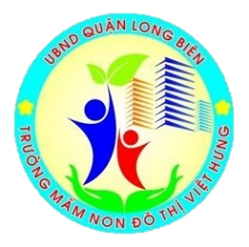 UBND QUẬN LONG BIÊN
TRƯỜNG MẦM NON ĐÔ THỊ VIỆT HƯNG